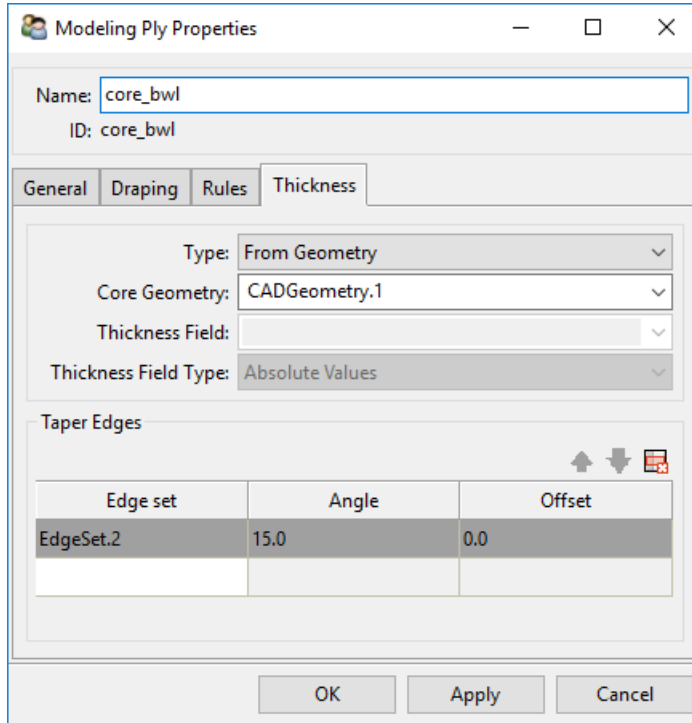 Modeling Ply Properties
Name: core_bwl
ID: core_bwl
General Draping Rules Thickness
Type: From Geometry
Core Geometry: CADGeometry.1
Thickness Field:
Thickness Field Type: Absolute Values
Taper Edges
Edge set Angle Offset
EdgeSet.2 15.0 0.0
OK Apply Cancel